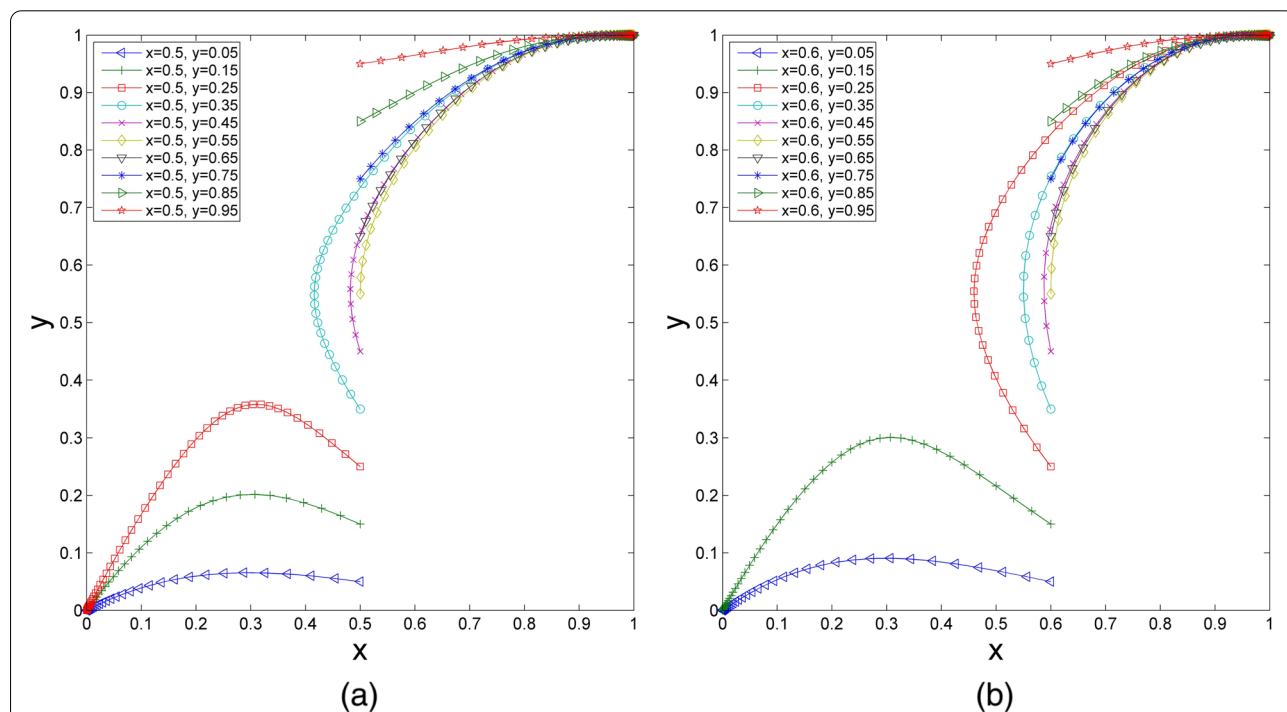 1
0.9
0.8
0.7
0.6
0.5
0.4
0.3
0.2
0.1
0
y
x=0.5, y=0.05
x=0.5, y=0.15
x=0.5, y=0.25
x=0.5, y=0.35
x=0.5, y=0.45
x=0.5, y=0.55
x=0.5, y=0.65
x=0.5, y=0.75
x=0.5, y=0.85
x=0.5, y=0.95
0 0.1 0.2 0.3 0.4 0.5 0.6 0.7 0.8 0.9 1
x
(a)
1
0.9
0.8
0.7
0.6
0.5
0.4
0.3
0.2
0.1
0
y
x=0.6, y=0.05
x=0.6, y=0.15
x=0.6, y=0.25
x=0.6, y=0.35
x=0.6, y=0.45
x=0.6, y=0.55
x=0.6, y=0.65
x=0.6, y=0.75
x=0.6, y=0.85
x=0.6, y=0.95
0 0.1 0.2 0.3 0.4 0.5 0.6 0.7 0.8 0.9 1
x
(b)